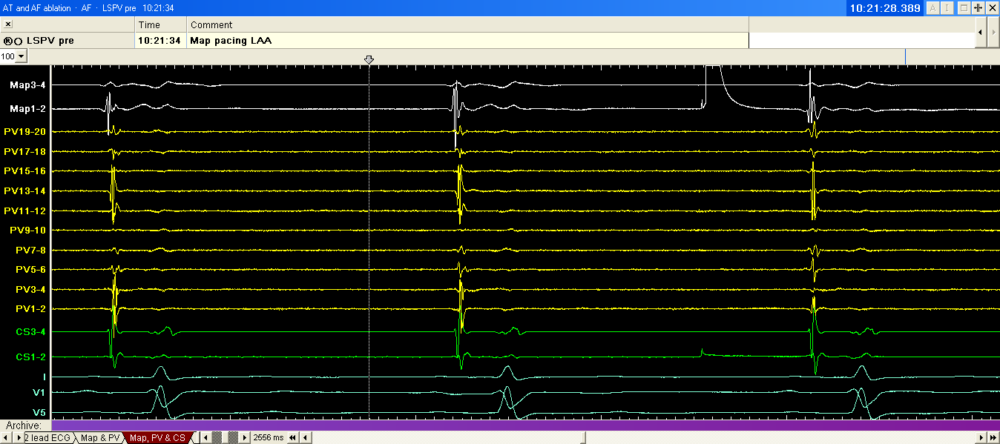 AT and AF ablation · AF · LSPV pre 10:21:34 10:21:28.389 A I
Time Comment
®O LSPV pre 10:21:34 Map pacing LAA
100
Map3-4
Map1-2
PV19-20
PV17-18
PV15-16
PV13-14
PV11-12
PV9-10
PV7-8
PV5-6
PV3-4
PV1-2
CS3-4
CS1-2
I
V1
V5
Archive:
2 lead ECG Map & PV Map, PV & CS 2556 ms